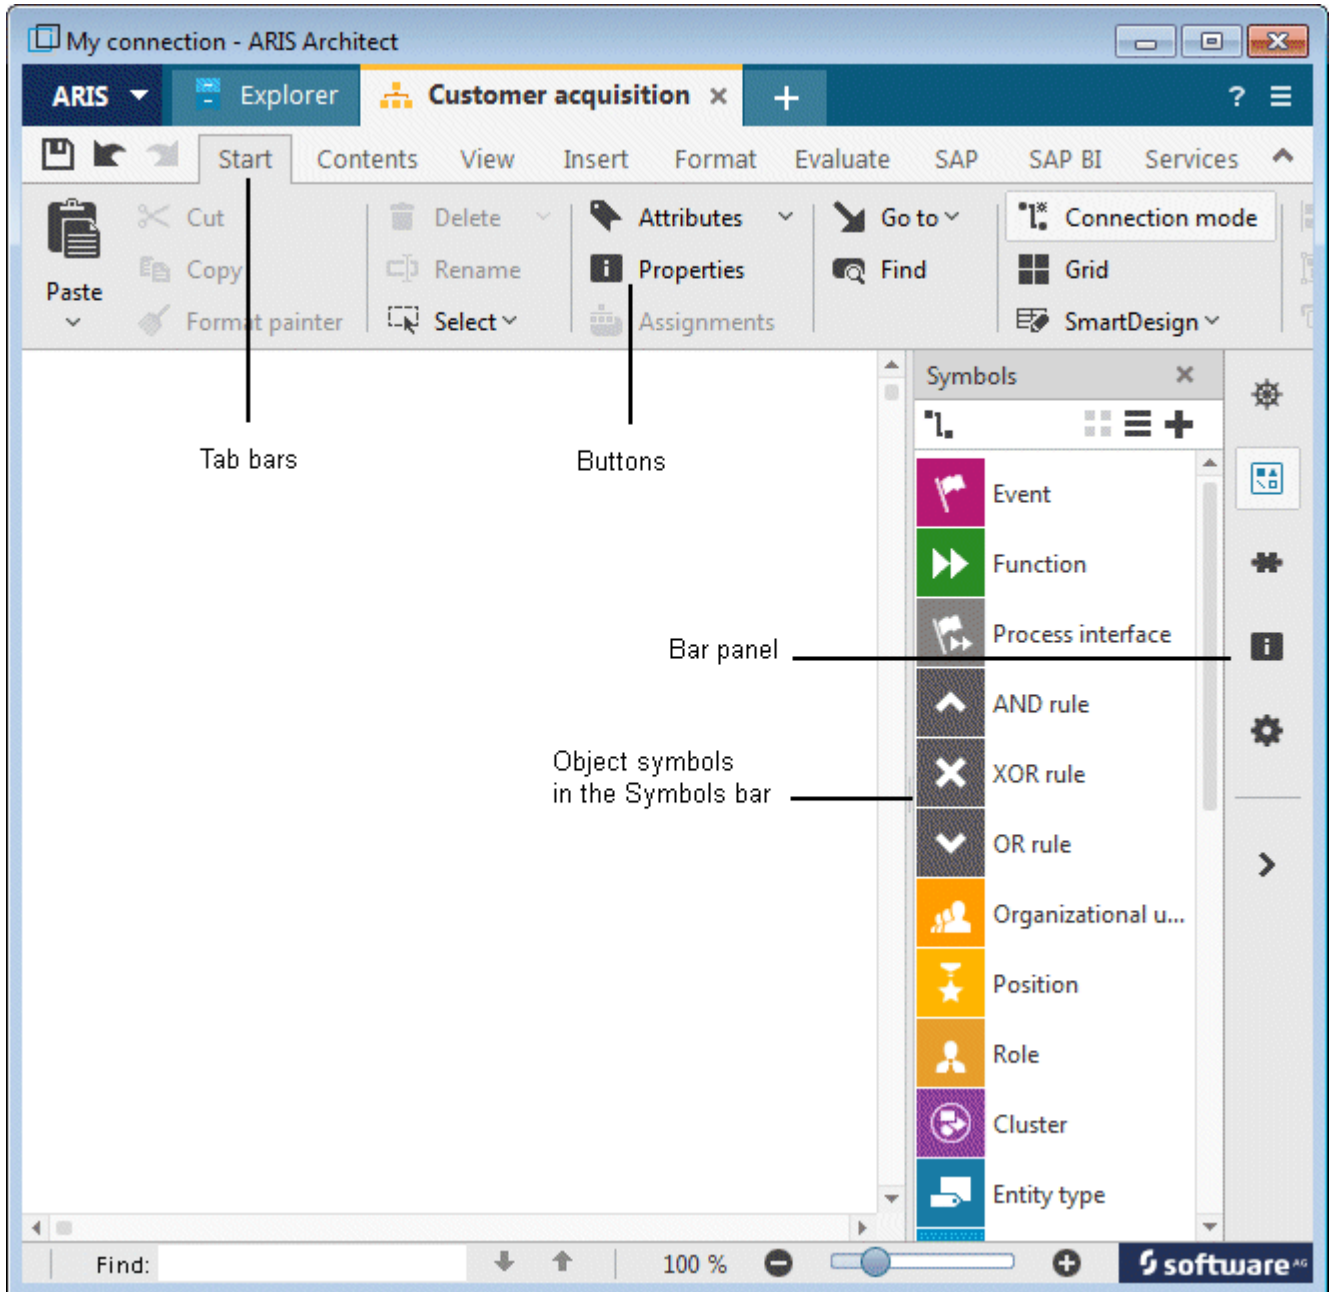 My connection - ARIS Architect
ARIS Explorer Customer acquisition
Start Contents View Insert Format Evaluate SAP SAP BI Services
Cut Delete Attributes Go to Connection mode
Copy Rename Properties Find Grid
Paste
Format painter Select Assignments SmartDesign
Symbols
Tab bars
Buttons
Event
Function
Process interface
Bar panel
AND rule
Object symbols
in the Symbols bar
XOR rule
OR rule
Organizational u...
Position
Role
Cluster
Entity type
Find: 100 % software AG